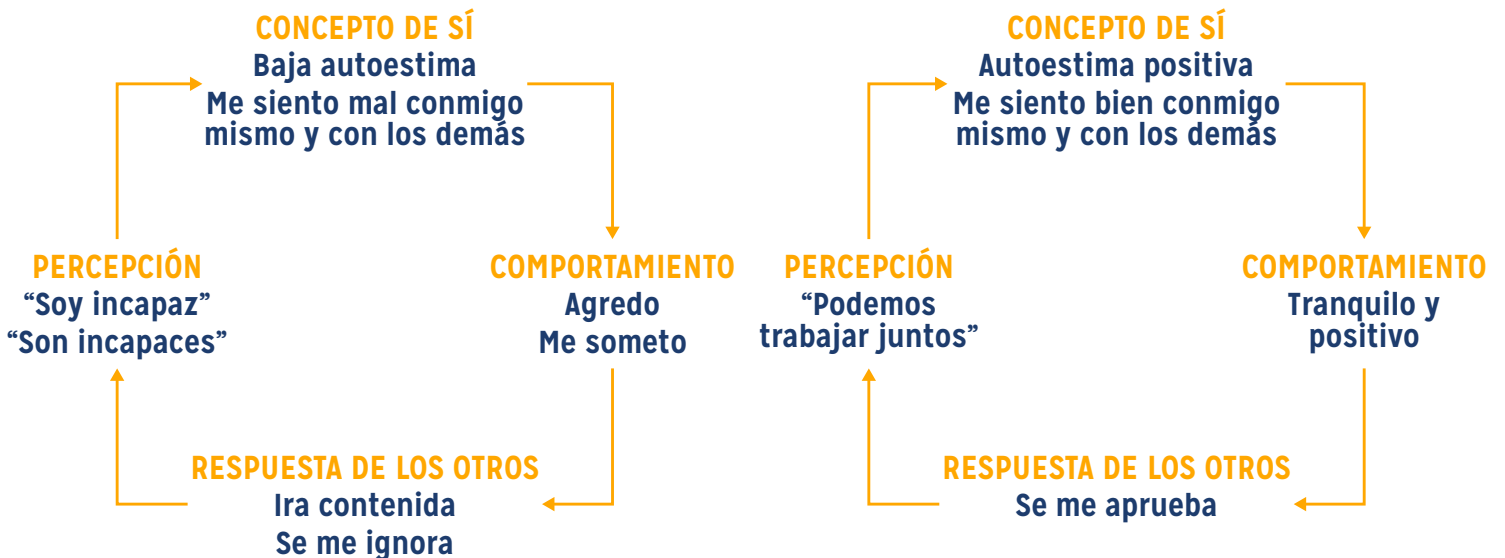 CONCEPTO DE SÍ
Baja autoestima
Me siento mal conmigo
mismo y con los demás
COMPORTAMIENTO
Agredo
Me someto
RESPUESTA DE LOS OTROS
Ira contenida
Se me ignora
PERCEPCIÓN
“Soy incapaz”
“Son incapaces”
CONCEPTO DE SÍ
Autoestima positiva
Me siento bien conmigo
mismo y con los demás
COMPORTAMIENTO
Tranquilo y
positivo
RESPUESTA DE LOS OTROS
Se me aprueba
PERCEPCIÓN
“Podemos
trabajar juntos”